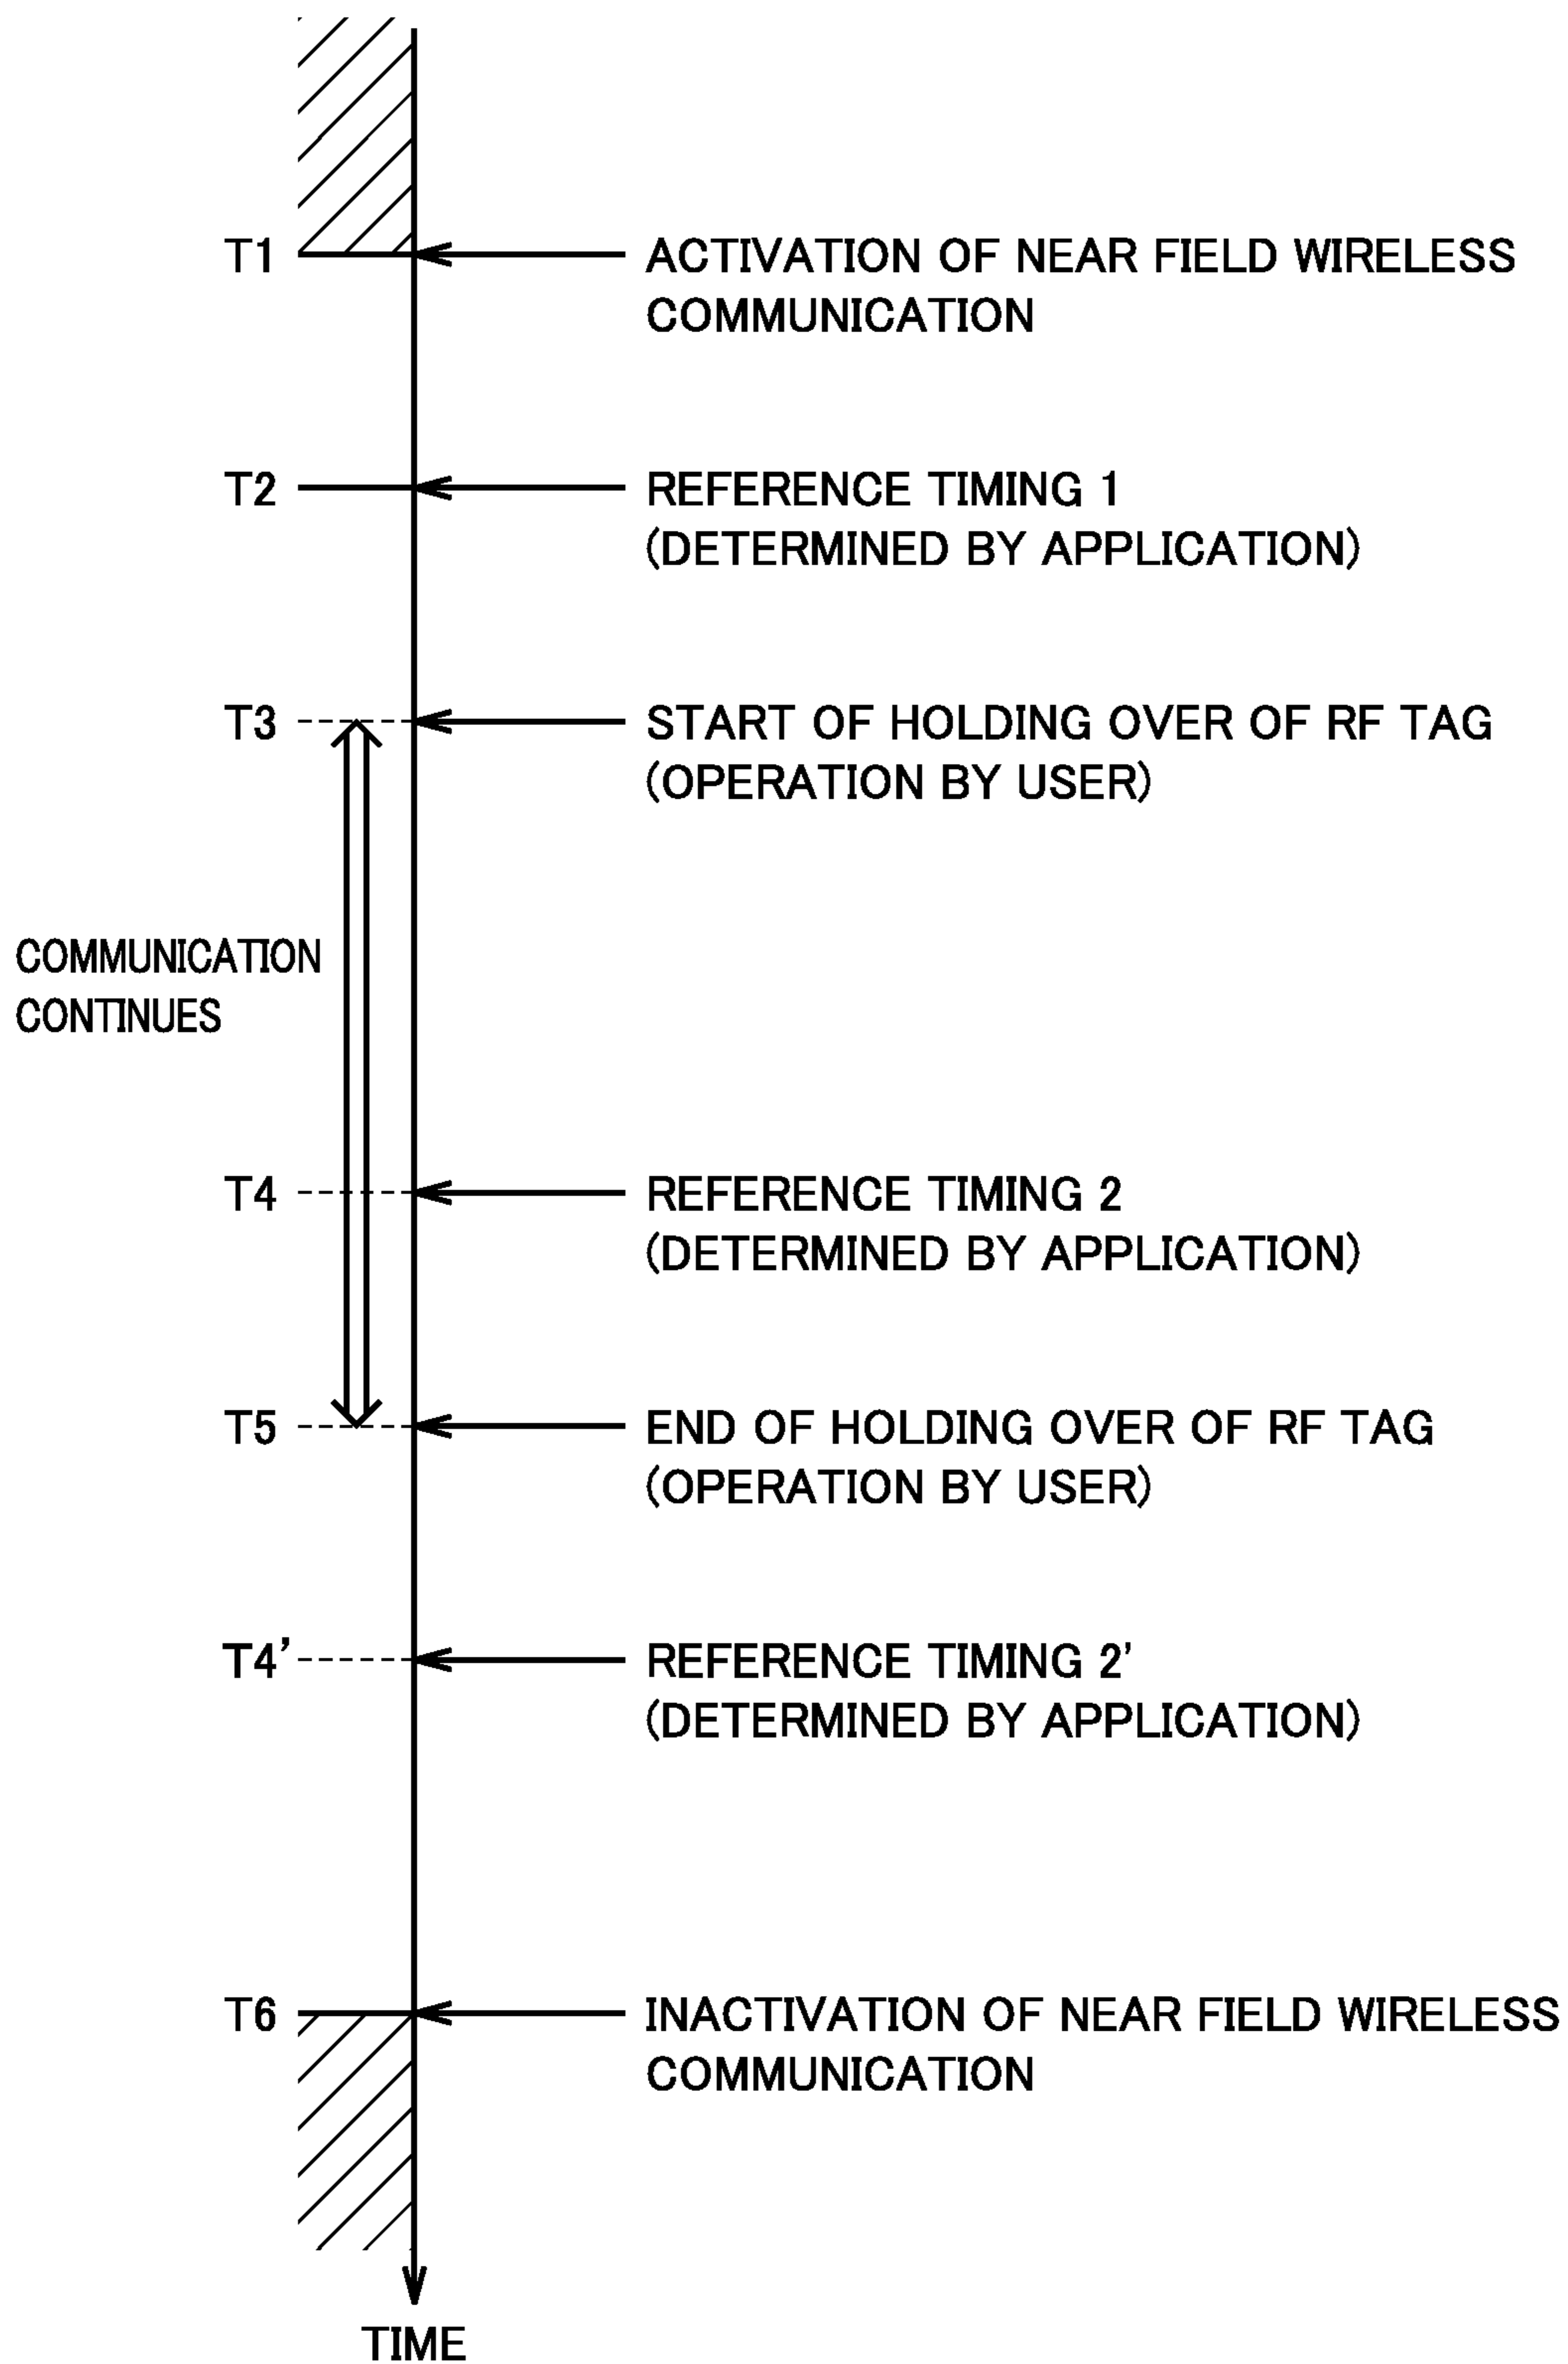 T1
ACTIVATION OF NEAR FIELD WIRELESS
COMMUNICATION
T2
REFERENCE TIMING 1
(DETERMINED BY APPLICATION)
T3
START OF HOLDING OVER OF RF TAG
(OPERATION BY USER)
COMMUNICATION
CONTINUES
T4
REFERENCE TIMING 2
(DETERMINED BY APPLICATION)
T5
END OF HOLDING OVER OF RF TAG
(OPERATION BY USER)
T4'
REFERENCE TIMING 2'
(DETERMINED BY APPLICATION)
T6
INACTIVATION OF NEAR FIELD WIRELESS
COMMUNICATION
TIME